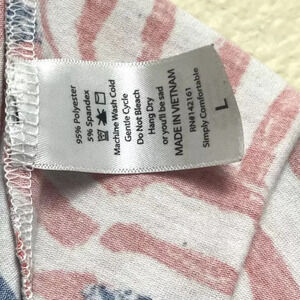 95% Polyester
5% Spandex
Machine Wash Cold
Gentle Cycle
Do Not Bleach
Hang Dry
or you'll be sad
MADE IN VIETNAM
RN#142161
Simply Comfortable
L